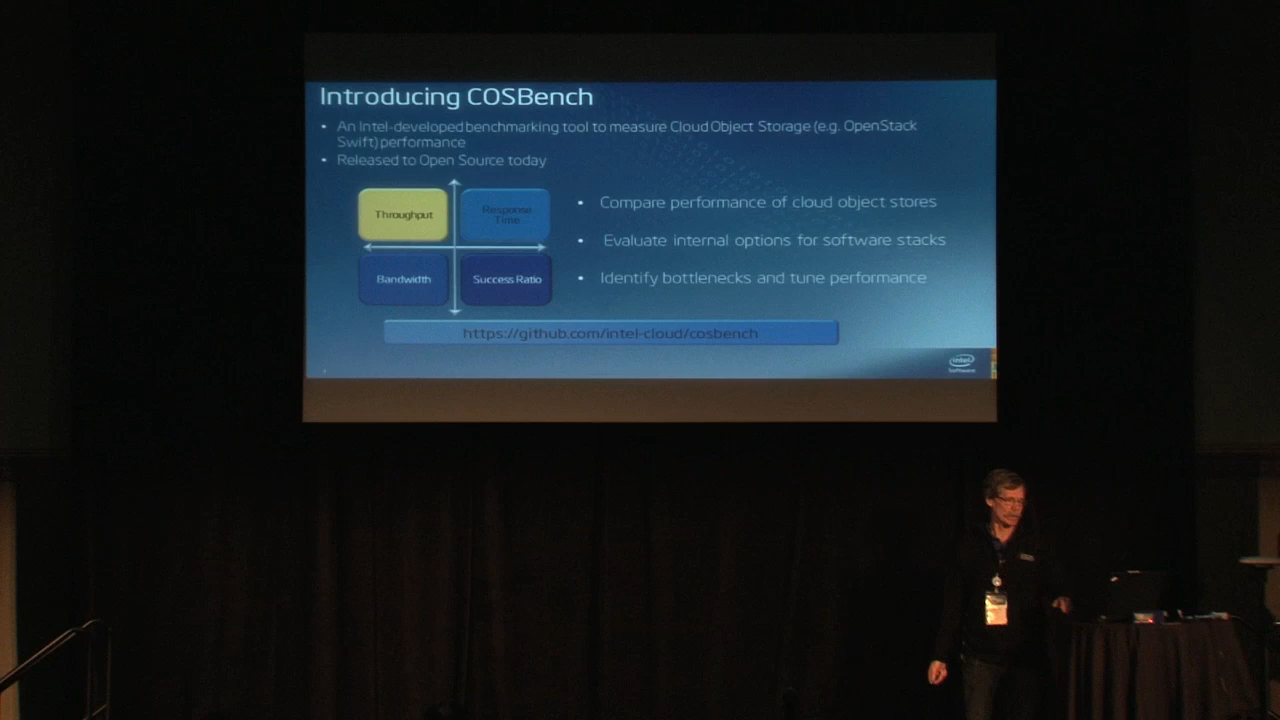 Introducing COSBench
• An Intel-developed benchmarking tool to measure Cloud Object Storage (e.g. OpenStack
Swift) performance
• Released to Open Source today
Throughput
Response
Time
Bandwidth
Success Ratio
• Compare performance of cloud object stores
• Evaluate internal options for software stacks
• Identify bottlenecks and tune performance
https://github.com/intel-cloud/cosbench
intel
Software